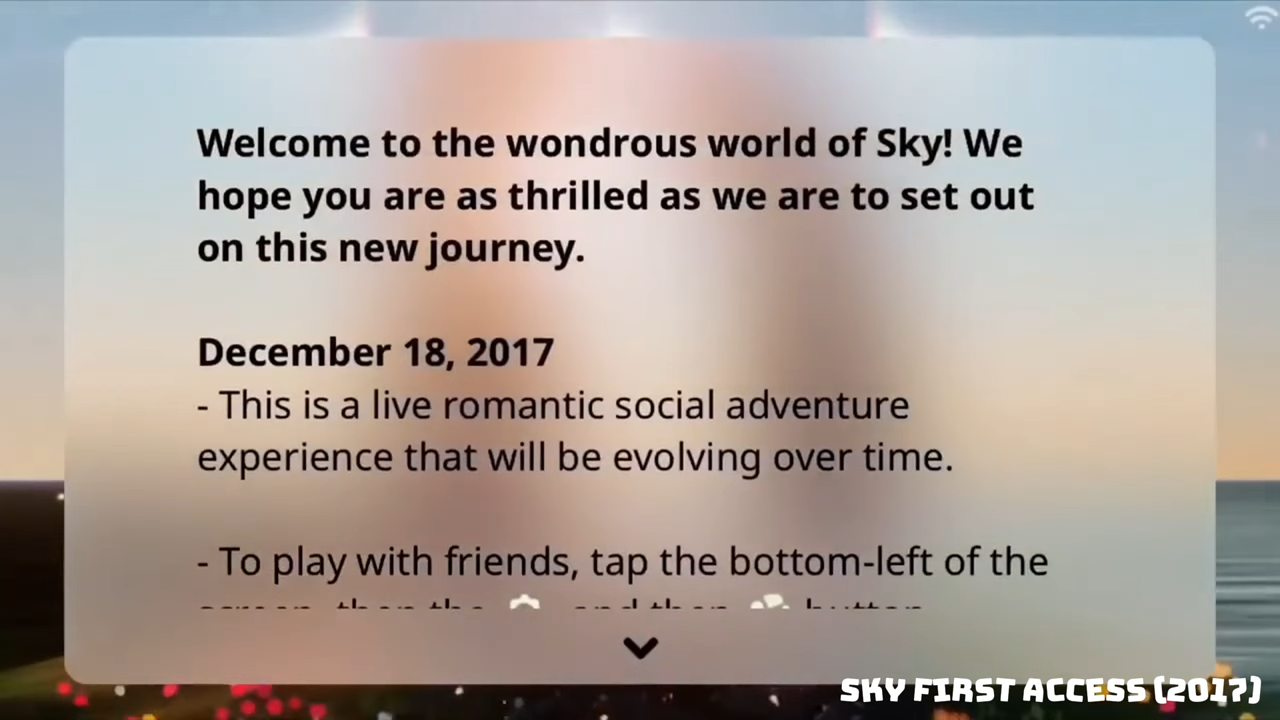 Welcome to the wondrous world of Sky! We
hope you are as thrilled as we are to set out
on this new journey.
December 18, 2017
- This is a live romantic social adventure
experience that will be evolving over time.
- To play with friends, tap the bottom-left of the
SKY FIRST ACCESS (2017)